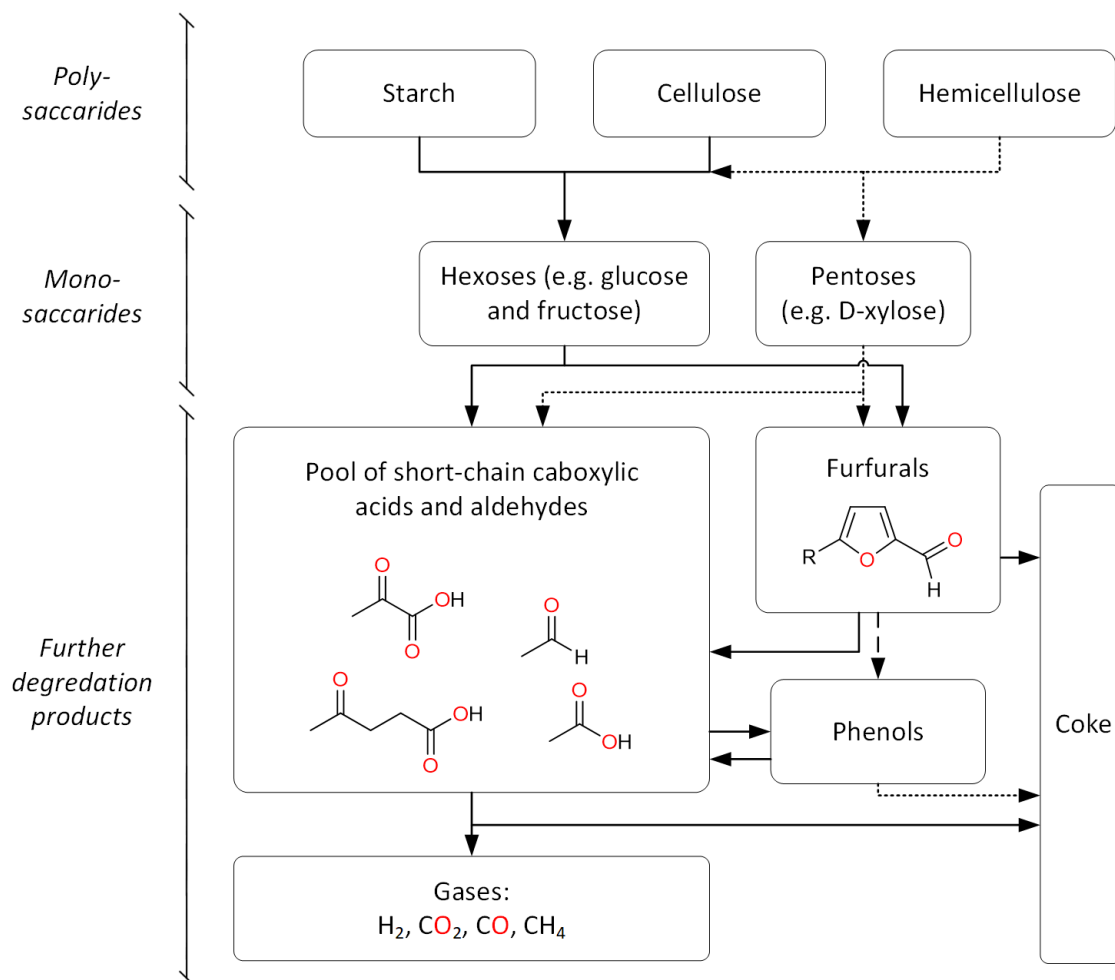 Poly-
saccarides
Starch
Cellulose
Hemicellulose
Mono-
saccarides
Hexoses (e.g. glucose
and fructose)
Pentoses
(e.g. D-xylose)
Further
degredation
products
Pool of short-chain caboxylic
acids and aldehydes
O
OH
O
O
H
O
OH
O
O
OH
Furfurals
R
O
O
H
Phenols
Coke
Gases:
H₂, CO₂, CO, CH₄